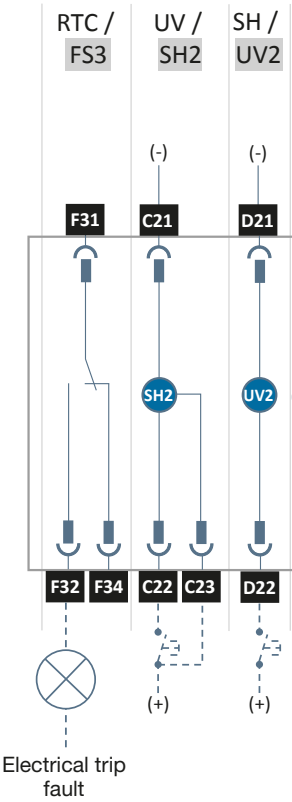 RTC / UV / SH /
FS3 SH2 UV2
(-) (-)
F31 C21 D21
SH2 UV2
F32 F34 C22 C23 D22
(+) (+)
Electrical trip
fault